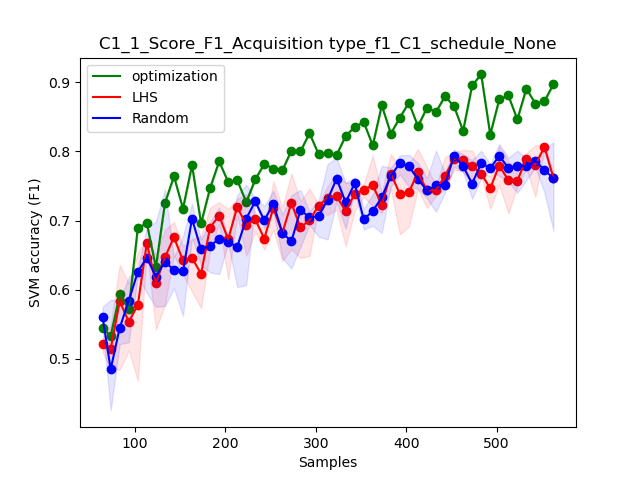 C1_1_Score_F1_Acquisition type_f1_C1_schedule_None
optimization
LHS
Random
SVM accuracy (F1)
0.9
0.8
0.7
0.6
0.5
100 200 300 400 500
Samples